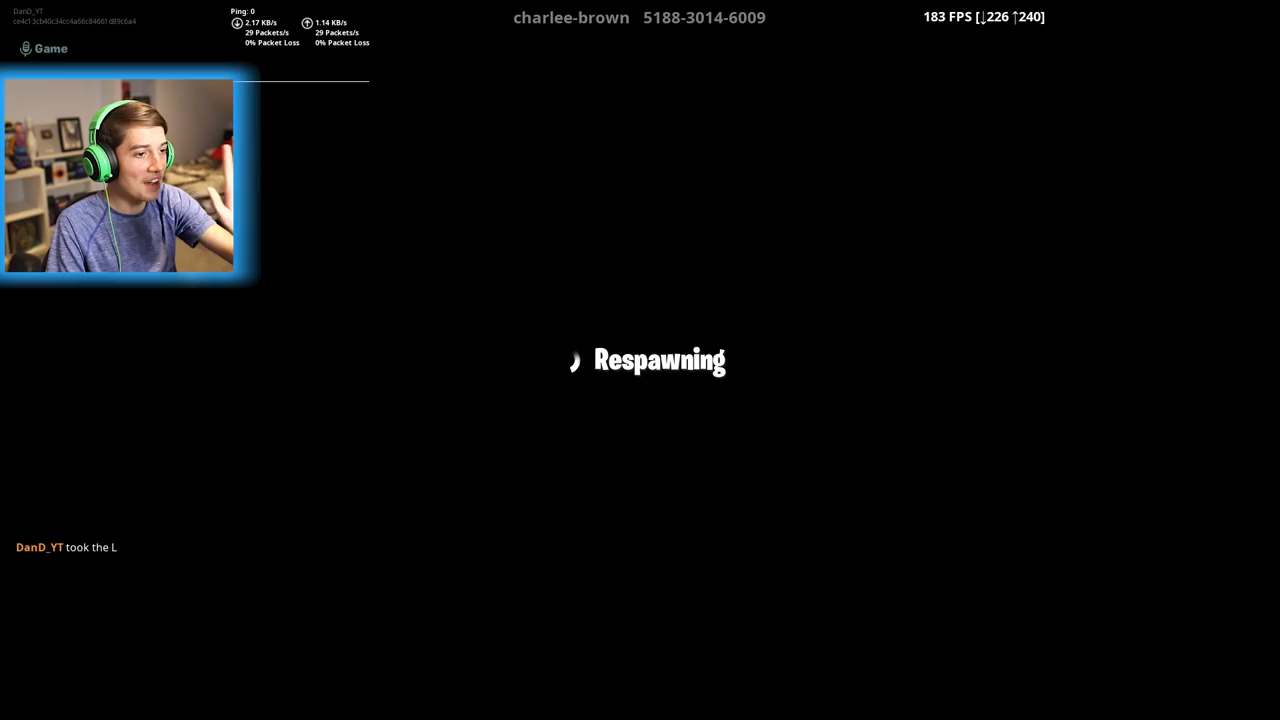 DanD_YT
Ping: 0
2.17 KB/s
1.14 KB/s
29 Packets/s
29 Packets/s
0% Packet Loss
0% Packet Loss
Game
charlee-brown 5188-3014-6009
183 FPS [↓226 ↑240]
Respawning
DanD_YT took the L